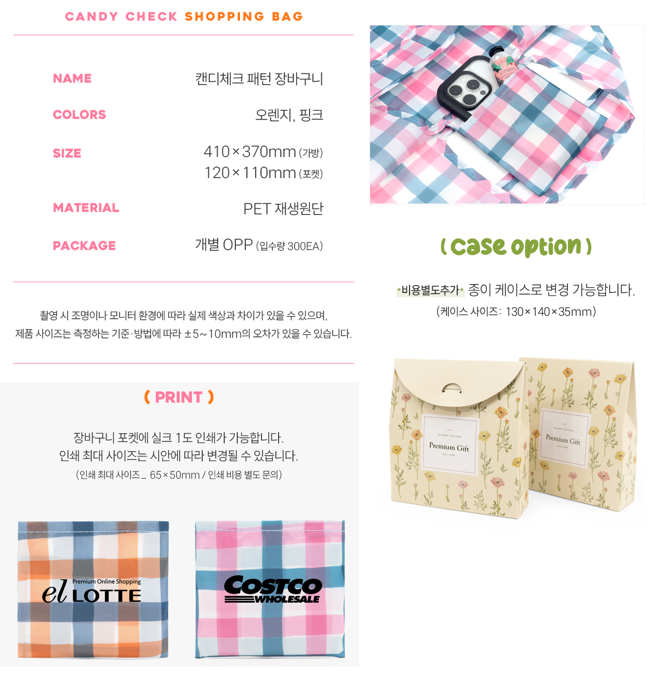 CANDY CHECK SHOPPING BAG
NAME 캔디체크 패턴 장바구니
COLORS 오렌지, 핑크
SIZE 410×370mm (가방)
120×110mm (포켓)
MATERIAL PET 재생원단
PACKAGE 개별 OPP (입수량 300EA)
촬영 시 조명이나 모니터 환경에 따라 실제 색상과 차이가 있을 수 있으며,
제품 사이즈는 측정하는 기준·방법에 따라 ±5~10mm의 오차가 있을 수 있습니다.
( PRINT )
장바구니 포켓에 실크 1도 인쇄가 가능합니다.
인쇄 최대 사이즈는 시안에 따라 변경될 수 있습니다.
(인쇄 최대 사이즈 _ 65×50mm / 인쇄 비용 별도 문의)
Premium Online Shopping
el LOTTE
COSTCO
WHOLESALE
( Case option )
*비용별도추가* 종이 케이스로 변경 가능합니다.
(케이스 사이즈: 130×140×35mm)
Premium Gift
Premium Gift